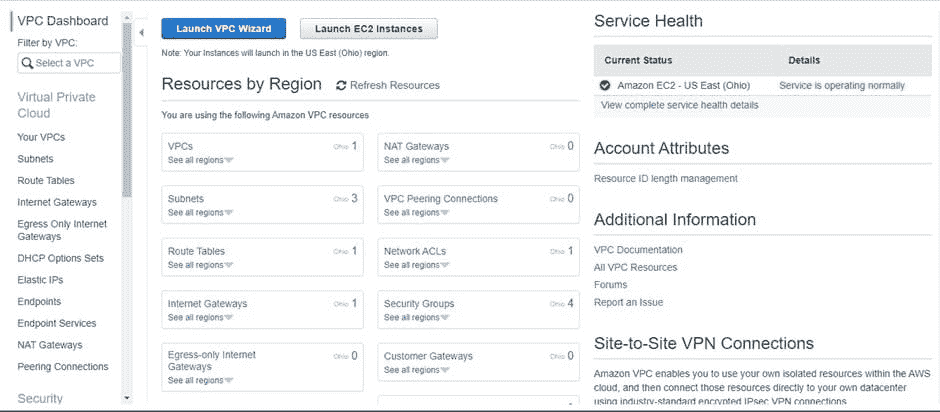 VPC Dashboard
Filter by VPC:
Select a VPC
Virtual Private
Cloud
Your VPCs
Subnets
Route Tables
Internet Gateways
Egress Only Internet
Gateways
DHCP Options Sets
Elastic IPs
Endpoints
Endpoint Services
NAT Gateways
Peering Connections
Security
Launch VPC Wizard
Launch EC2 Instances
Note: Your Instances will launch in the US East (Ohio) region.
Resources by Region
Refresh Resources
You are using the following Amazon VPC resources
VPCs Ohio 1
See all regions
NAT Gateways Ohio 0
See all regions
Subnets Ohio 3
See all regions
VPC Peering Connections Ohio 0
See all regions
Route Tables Ohio 1
See all regions
Network ACLs Ohio 1
See all regions
Internet Gateways Ohio 1
See all regions
Security Groups Ohio 4
See all regions
Egress-only Internet Ohio 0
Gateways
See all regions
Customer Gateways Ohio 0
See all regions
Service Health
Current Status Details
Amazon EC2 - US East (Ohio) Service is operating normally
View complete service health details
Account Attributes
Resource ID length management
Additional Information
VPC Documentation
All VPC Resources
Forums
Report an Issue
Site-to-Site VPN Connections
Amazon VPC enables you to use your own isolated resources within the AWS
cloud, and then connect those resources directly to your own datacenter
using industry-standard encrypted IPsec VPN connections